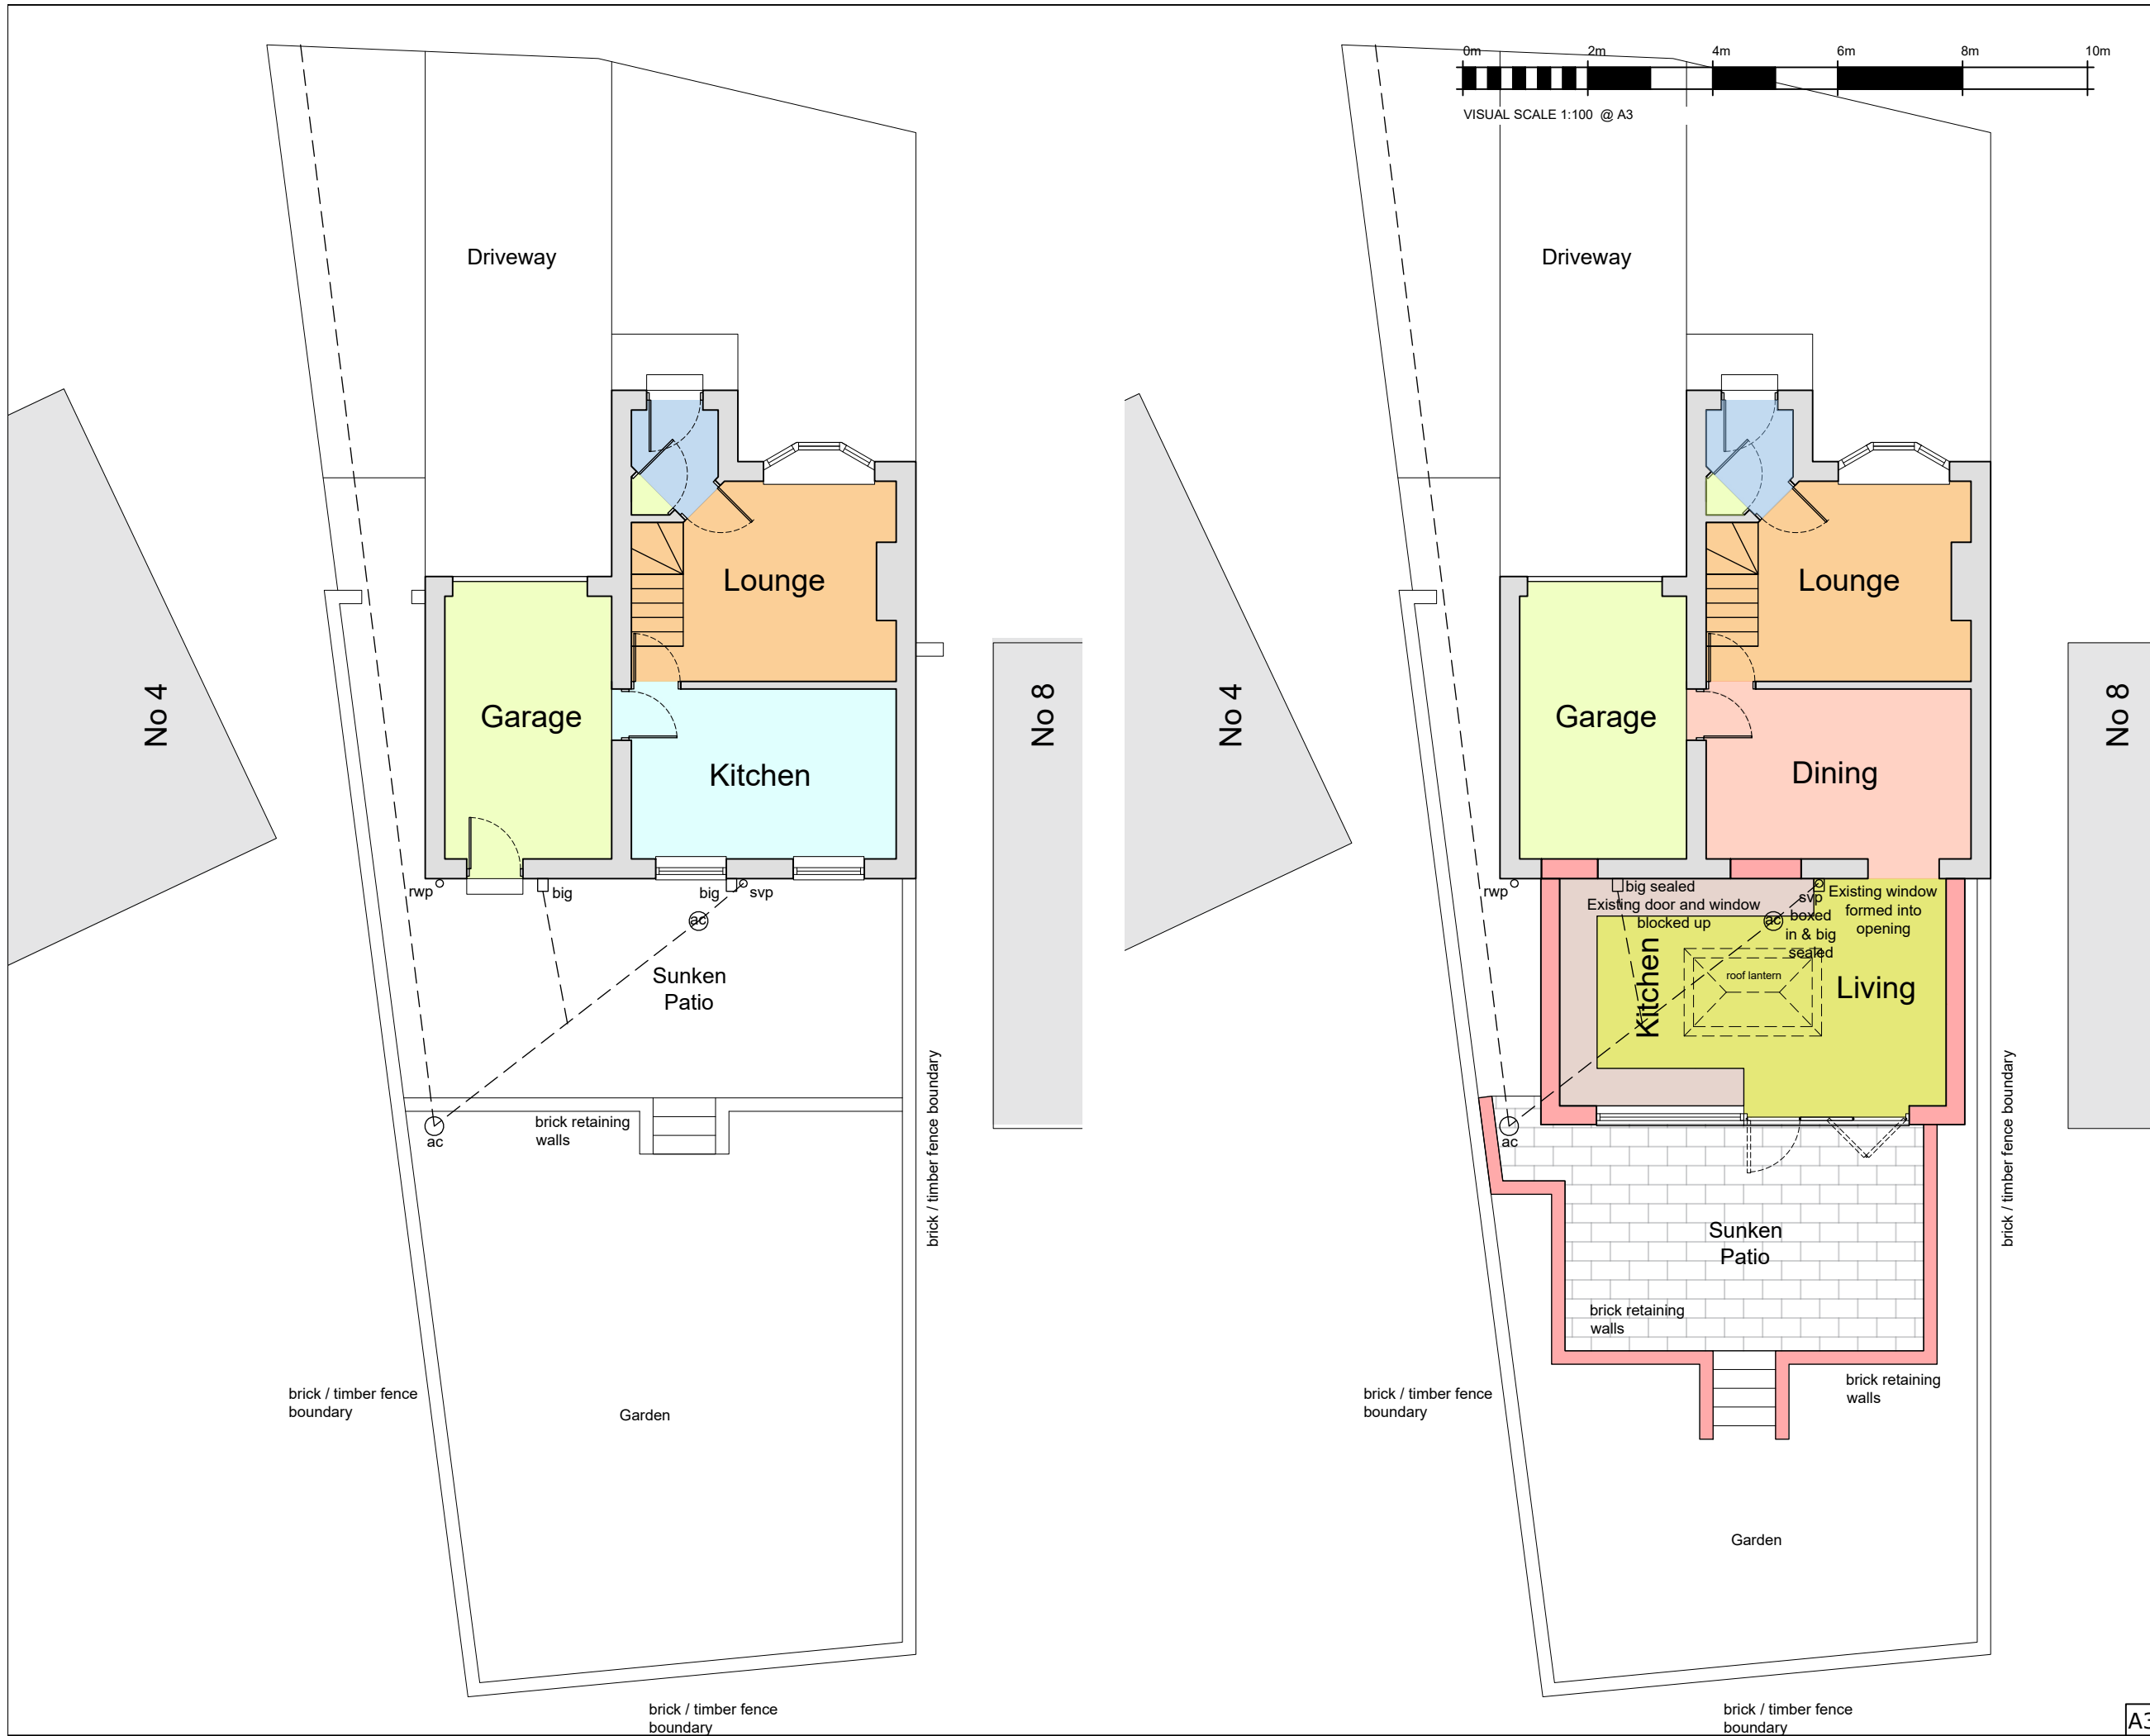 0m 2m 4m 6m 8m 10m
VISUAL SCALE 1:100 @ A3
Driveway
Lounge
Garage
Kitchen
No 4
No 8
rwp
big
big
svp
ac
Sunken
Patio
ac
brick retaining
walls
brick / timber fence boundary
brick / timber fence
boundary
Garden
brick / timber fence
boundary
Driveway
Lounge
Garage
Dining
No 4
No 8
rwp
big sealed
Existing door and window
blocked up
svp
boxed
in & big
sealed
ac
Existing window
formed into
opening
Kitchen
roof lantern
Living
ac
Sunken
Patio
brick retaining
walls
brick retaining
walls
brick / timber fence boundary
brick / timber fence
boundary
Garden
brick / timber fence
boundary
A3